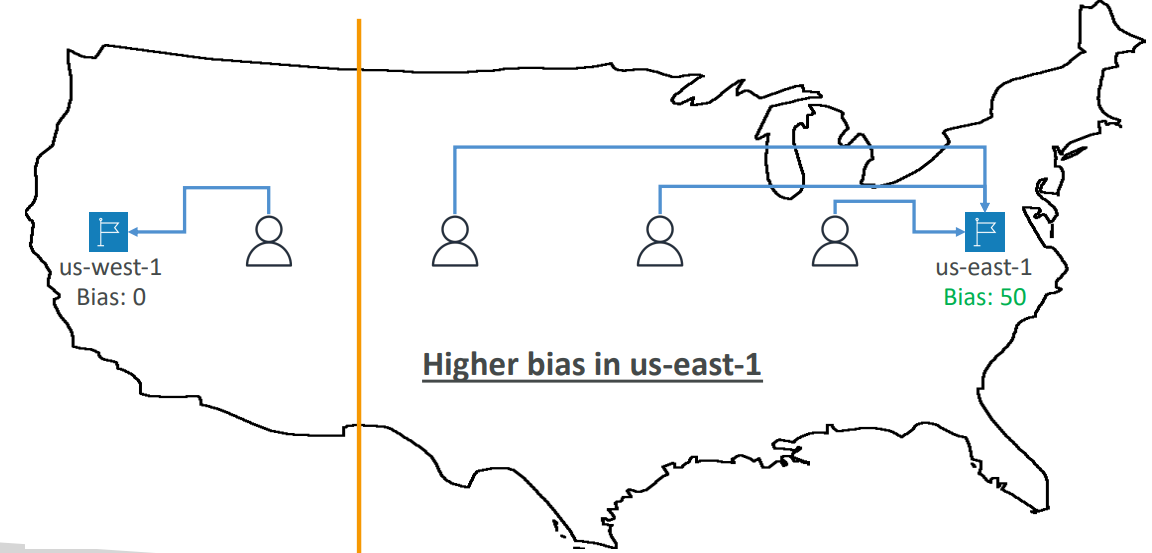 us-west-1
Bias: 0
us-east-1
Bias: 50
Higher bias in us-east-1